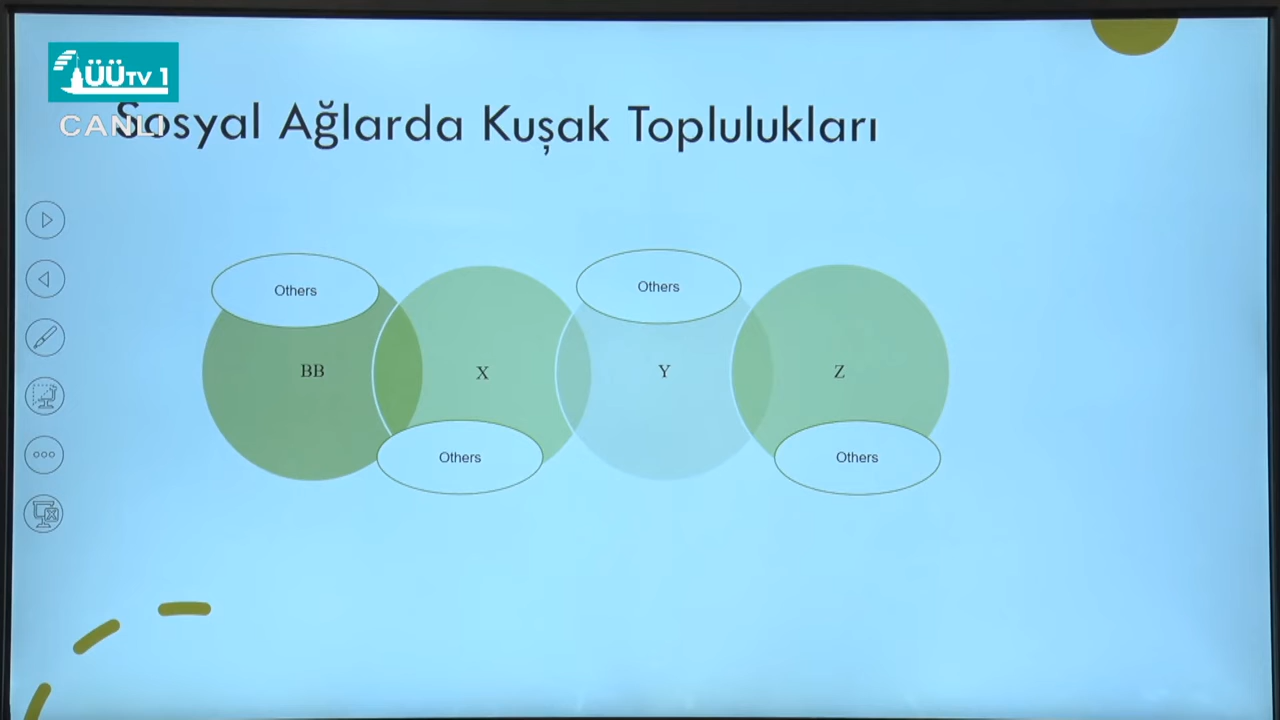 ÜÜTV 1
CANLI
Sosyal Ağlarda Kuşak Toplulukları
Others
Others
BB
X
Y
Z
Others
Others